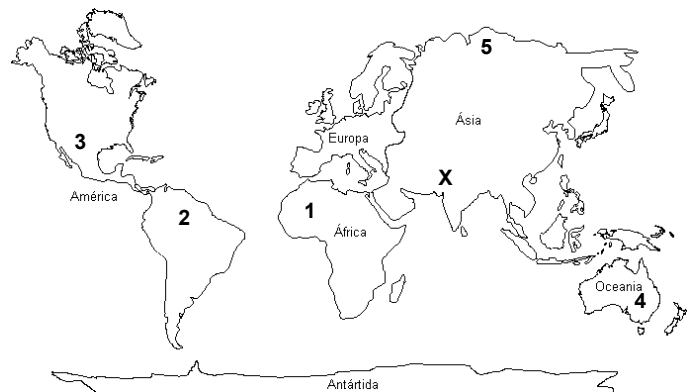 5
Ásia
Europa
3
X
América
2
1
África
Oceania
4
Antártida